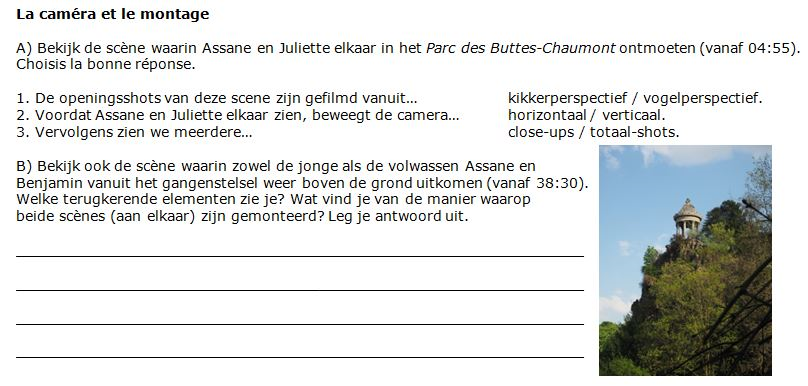 La caméra et le montage
A) Bekijk de scène waarin Assane en Juliette elkaar in het Parc des Buttes-Chaumont ontmoeten (vanaf 04:55).
Choisis la bonne réponse.
1. De openingsshots van deze scene zijn gefilmd vanuit... kikkerperspectief / vogelperspectief.
2. Voordat Assane en Juliette elkaar zien, beweegt de camera... horizontaal / verticaal.
3. Vervolgens zien we meerdere... close-ups / totaal-shots.
B) Bekijk ook de scène waarin zowel de jonge als de volwassen Assane en
Benjamin vanuit het gangenstelsel weer boven de grond uitkomen (vanaf 38:30).
Welke terugkerende elementen zie je? Wat vind je van de manier waarop
beide scènes (aan elkaar) zijn gemonteerd? Leg je antwoord uit.